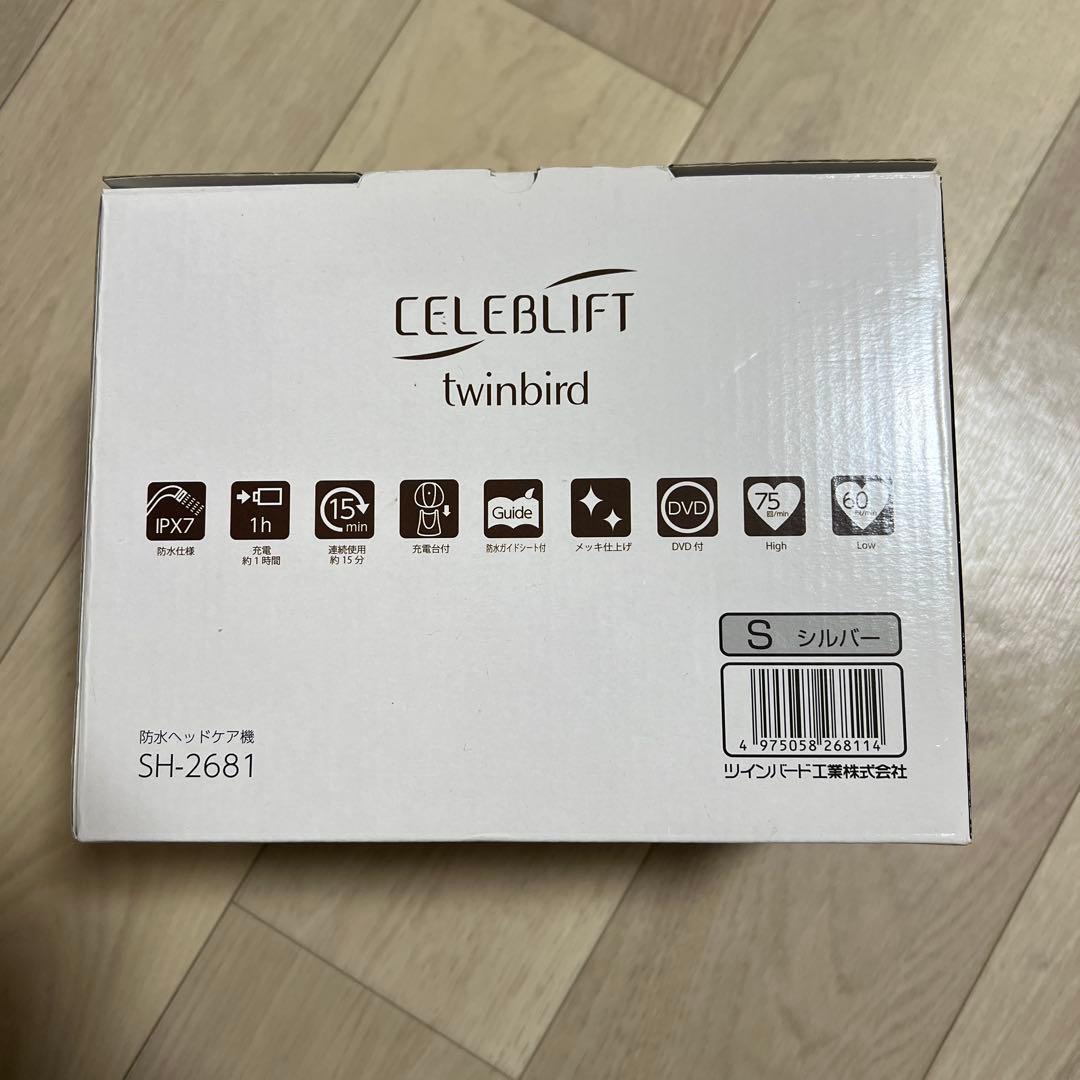 CELEBLIFT
twinbird
IPX7
防水仕様
1h
充電
約1時間
15
min
連続使用
約15分
充電台付
Guide
防水ガイドシート付
メッキ仕上げ
DVD
DVD付
75
回/min
High
60
回/min
Low
S シルバー
4 975058 268114
ツインバード工業株式会社
防水ヘッドケア機
SH-2681